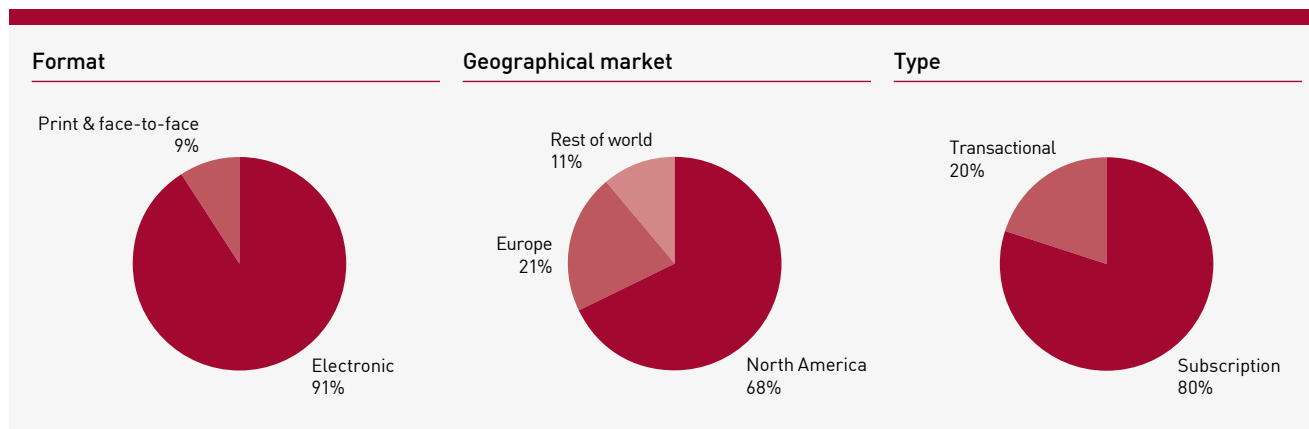 Format
Print & face-to-face
9%
Electronic
91%
Geographical market
Rest of world
11%
Europe
21%
North America
68%
Type
Transactional
20%
Subscription
80%